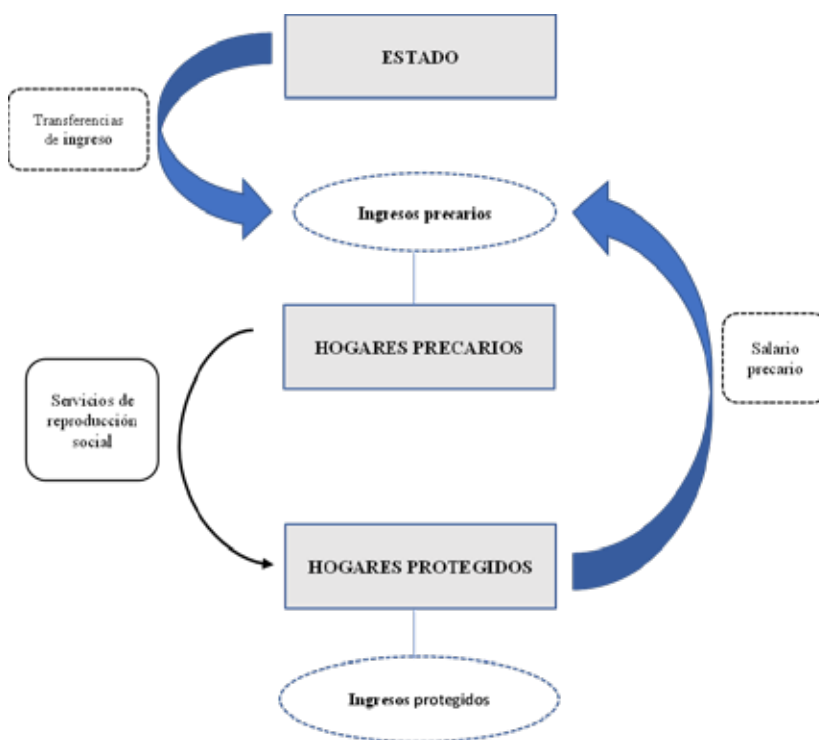 ESTADO
Transferencias
de ingreso
Ingresos precarios
HOGARES PRECARIOS
Salario
precario
Servicios de
reproducción
social
HOGARES PROTEGIDOS
Ingresos protegidos